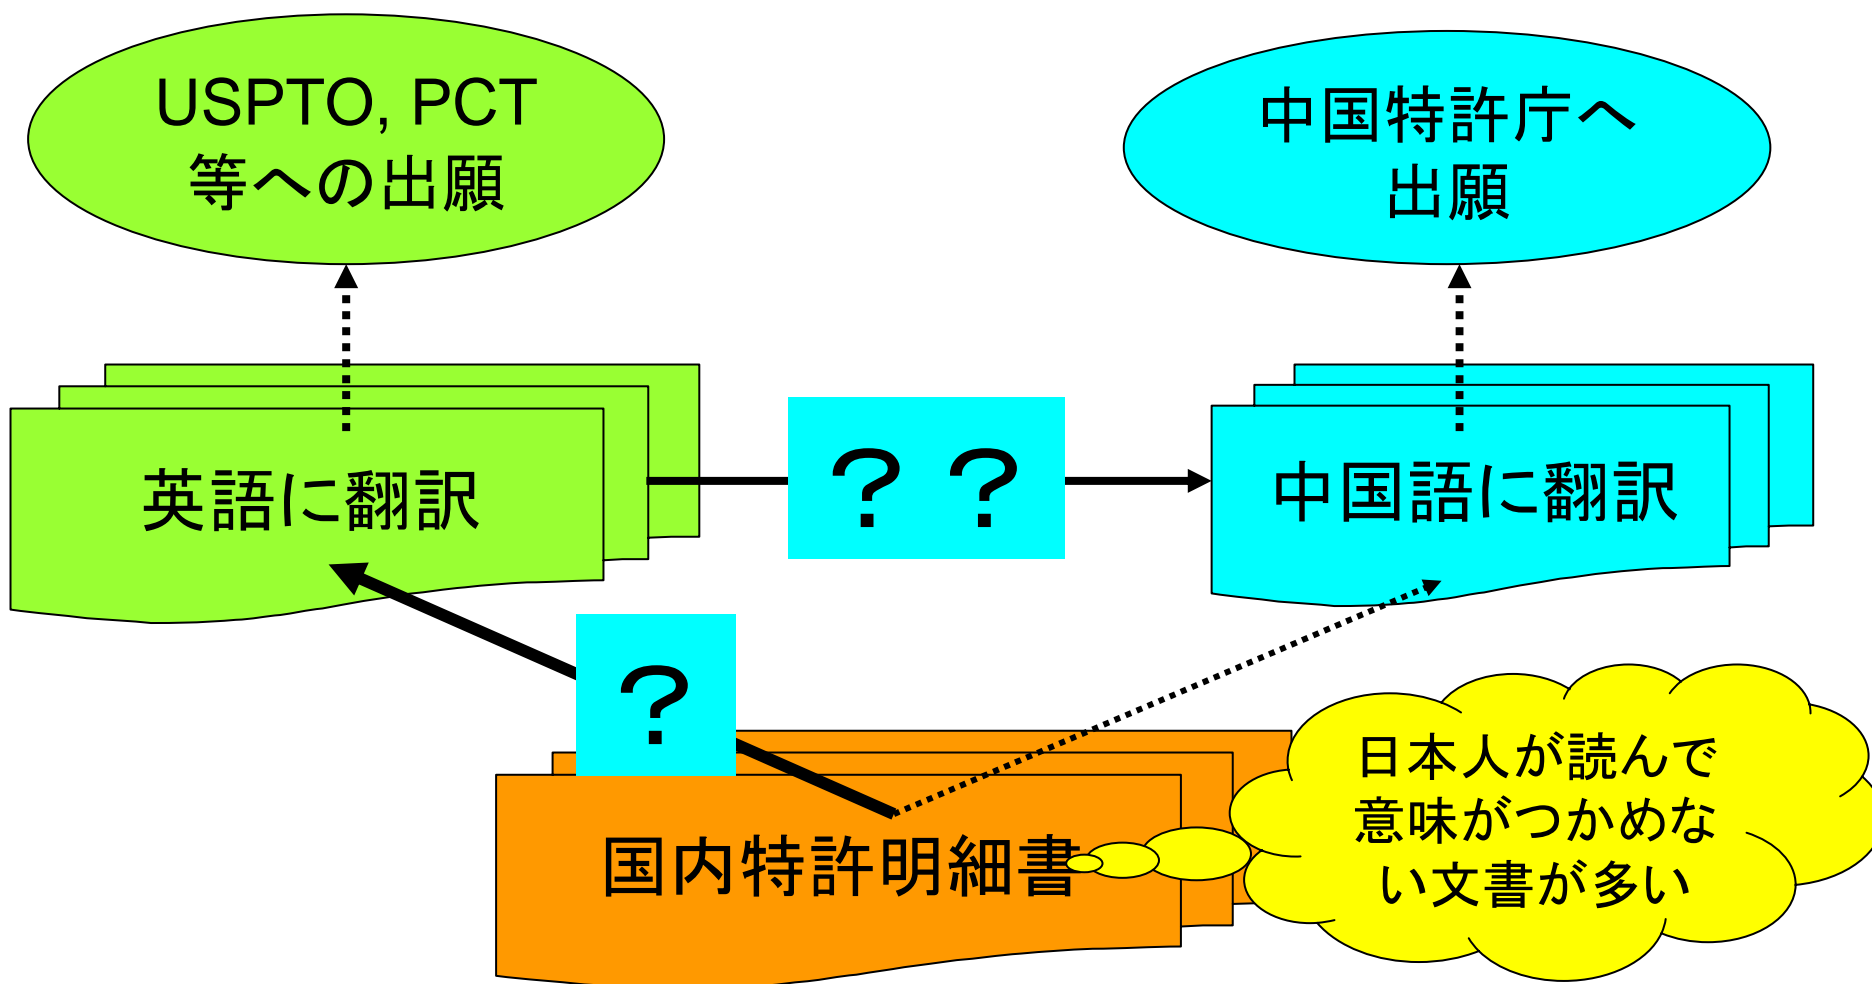 USPTO, PCT
等への出願
中国特許庁へ
出願
英語に翻訳
？？
中国語に翻訳
？
国内特許明細書
日本人が読んで
意味がつかめな
い文書が多い